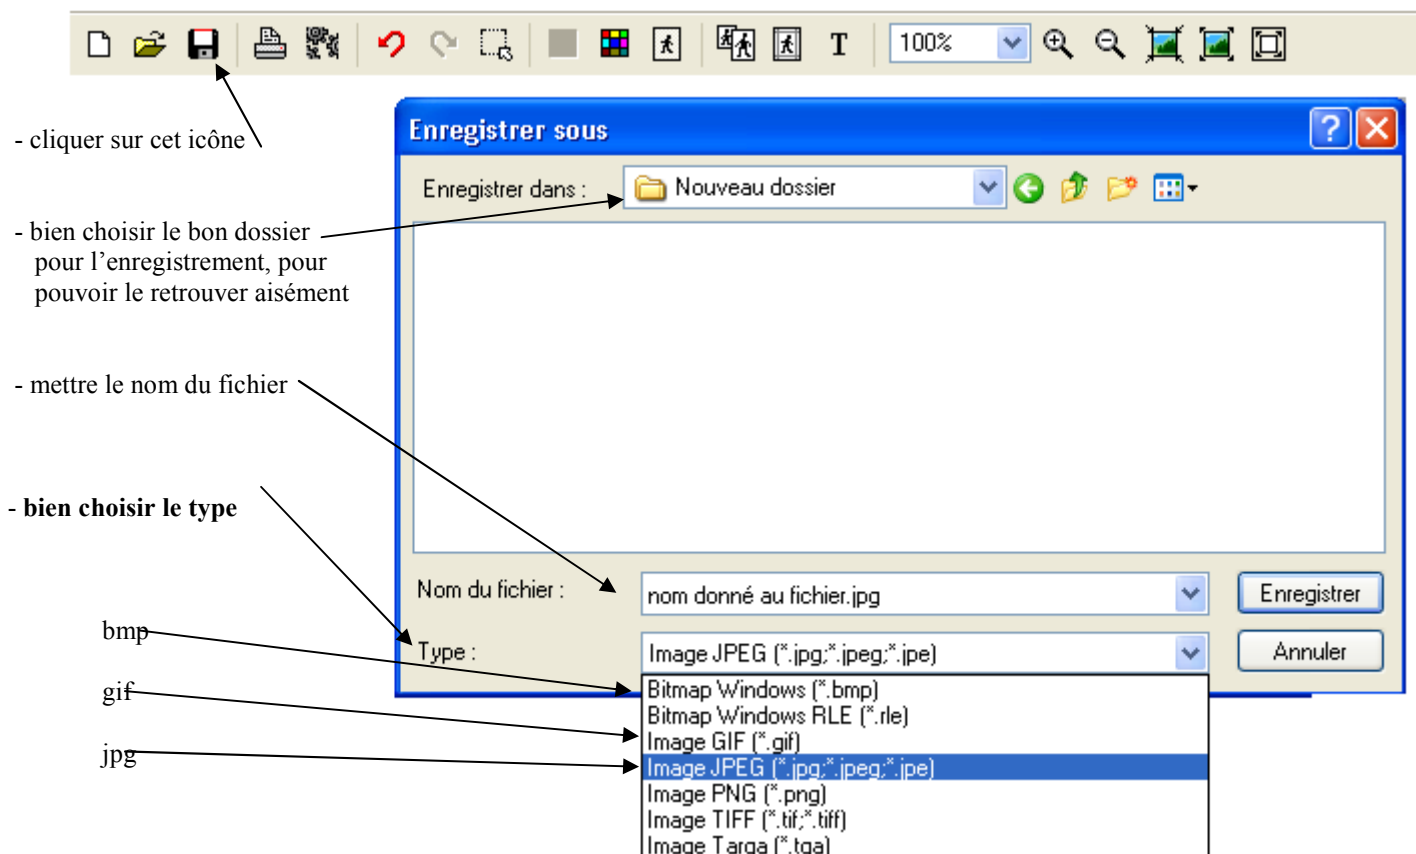 T
100%
- cliquer sur cet icône
Enregistrer sous
Enregistrer dans :
Nouveau dossier
- bien choisir le bon dossier
pour l'enregistrement, pour
pouvoir le retrouver aisément
- mettre le nom du fichier
- bien choisir le type
Nom du fichier :
nom donné au fichier.jpg
Enregistrer
bmp
Type :
Image JPEG (*.jpg;*.jpeg;*.jpe)
Annuler
gif
Bitmap Windows (*.bmp)
Bitmap Windows RLE (*.rle)
Image GIF (*.gif)
jpg
Image JPEG (*.jpg;*.jpeg;*.jpe)
Image PNG (*.png)
Image TIFF (*.tif;*.tiff)
Image Targa (*.tga)